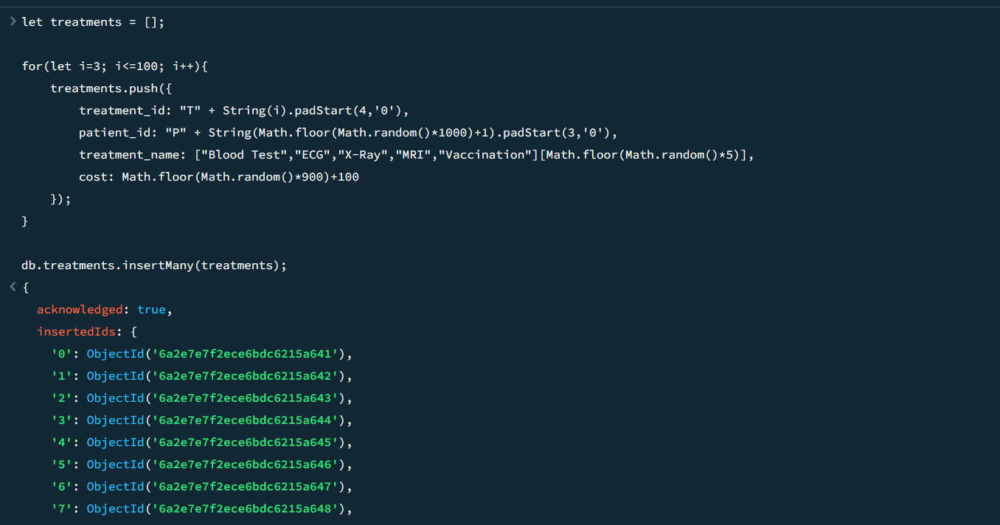 let treatments = [];
for(let i=3; i<=100; i++){
treatments.push({
treatment_id: "T" + String(i).padStart(4,'0'),
patient_id: "P" + String(Math.floor(Math.random()*1000)+1).padStart(3,'0'),
treatment_name: ["Blood Test","ECG","X-Ray","MRI","Vaccination"][Math.floor(Math.random()*5)],
cost: Math.floor(Math.random()*900)+100
});
}
db.treatments.insertMany(treatments);
{
acknowledged: true,
insertedIds: {
'0': ObjectId('6a2e7e7f2ece6bdc6215a641'),
'1': ObjectId('6a2e7e7f2ece6bdc6215a642'),
'2': ObjectId('6a2e7e7f2ece6bdc6215a643'),
'3': ObjectId('6a2e7e7f2ece6bdc6215a644'),
'4': ObjectId('6a2e7e7f2ece6bdc6215a645'),
'5': ObjectId('6a2e7e7f2ece6bdc6215a646'),
'6': ObjectId('6a2e7e7f2ece6bdc6215a647'),
'7': ObjectId('6a2e7e7f2ece6bdc6215a648'),